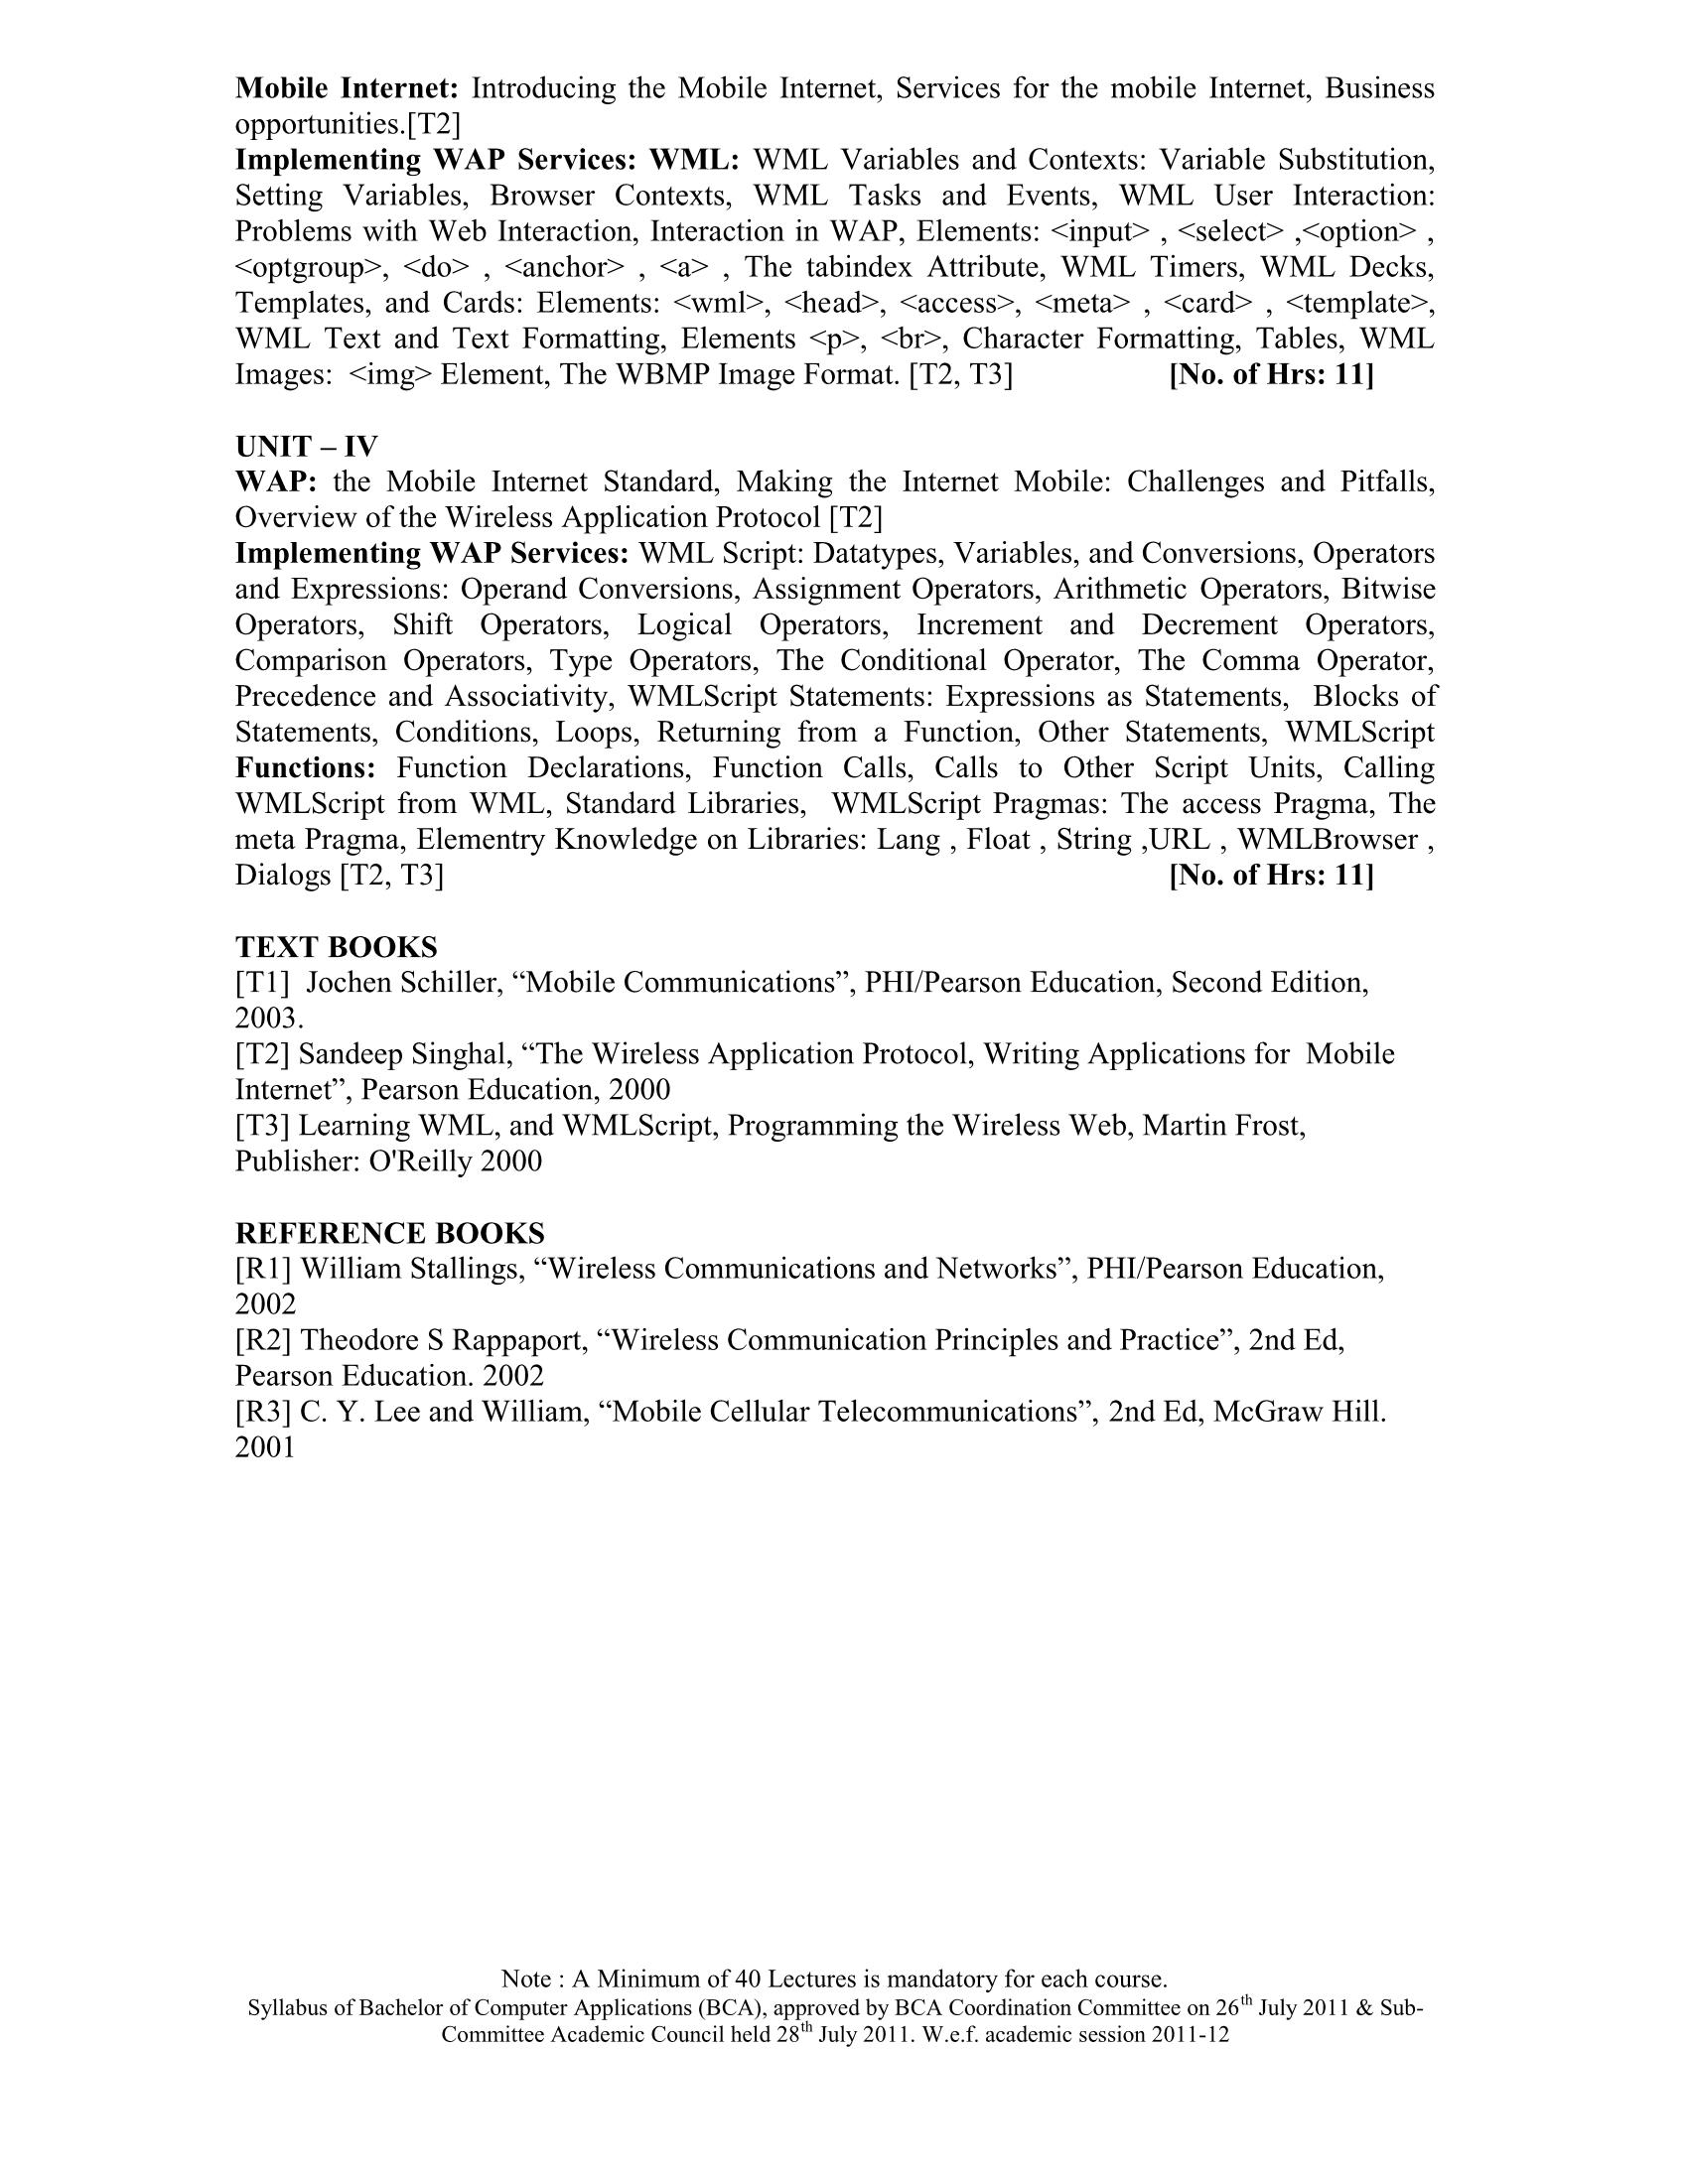 Mobile Internet: Introducing the Mobile Internet, Services for the mobile Internet, Business
opportunities.[T2]
Implementing WAP Services: WML: WML Variables and Contexts: Variable Substitution,
Setting Variables, Browser Contexts, WML Tasks and Events, WML User Interaction:
Problems with Web Interaction, Interaction in WAP, Elements: <input> , <select> ,<option> ,
<optgroup>, <do> , <anchor> , <a> , The tabindex Attribute, WML Timers, WML Decks,
Templates, and Cards: Elements: <wml>, <head>, <access>, <meta> , <card> , <template>,
WML Text and Text Formatting, Elements <p>, <br>, Character Formatting, Tables, WML
Images: <img> Element, The WBMP Image Format. [T2, T3] [No. of Hrs: 11]
UNIT – IV
WAP: the Mobile Internet Standard, Making the Internet Mobile: Challenges and Pitfalls,
Overview of the Wireless Application Protocol [T2]
Implementing WAP Services: WML Script: Datatypes, Variables, and Conversions, Operators
and Expressions: Operand Conversions, Assignment Operators, Arithmetic Operators, Bitwise
Operators, Shift Operators, Logical Operators, Increment and Decrement Operators,
Comparison Operators, Type Operators, The Conditional Operator, The Comma Operator,
Precedence and Associativity, WMLScript Statements: Expressions as Statements, Blocks of
Statements, Conditions, Loops, Returning from a Function, Other Statements, WMLScript
Functions: Function Declarations, Function Calls, Calls to Other Script Units, Calling
WMLScript from WML, Standard Libraries, WMLScript Pragmas: The access Pragma, The
meta Pragma, Elementry Knowledge on Libraries: Lang , Float , String ,URL , WMLBrowser ,
Dialogs [T2, T3] [No. of Hrs: 11]
TEXT BOOKS
[T1] Jochen Schiller, “Mobile Communications”, PHI/Pearson Education, Second Edition,
2003.
[T2] Sandeep Singhal, “The Wireless Application Protocol, Writing Applications for Mobile
Internet”, Pearson Education, 2000
[T3] Learning WML, and WMLScript, Programming the Wireless Web, Martin Frost,
Publisher: O'Reilly 2000
REFERENCE BOOKS
[R1] William Stallings, “Wireless Communications and Networks”, PHI/Pearson Education,
2002
[R2] Theodore S Rappaport, “Wireless Communication Principles and Practice”, 2nd Ed,
Pearson Education. 2002
[R3] C. Y. Lee and William, “Mobile Cellular Telecommunications”, 2nd Ed, McGraw Hill.
2001
Note : A Minimum of 40 Lectures is mandatory for each course.
Syllabus of Bachelor of Computer Applications (BCA), approved by BCA Coordination Committee on 26th July 2011 & Sub-
Committee Academic Council held 28th July 2011. W.e.f. academic session 2011-12